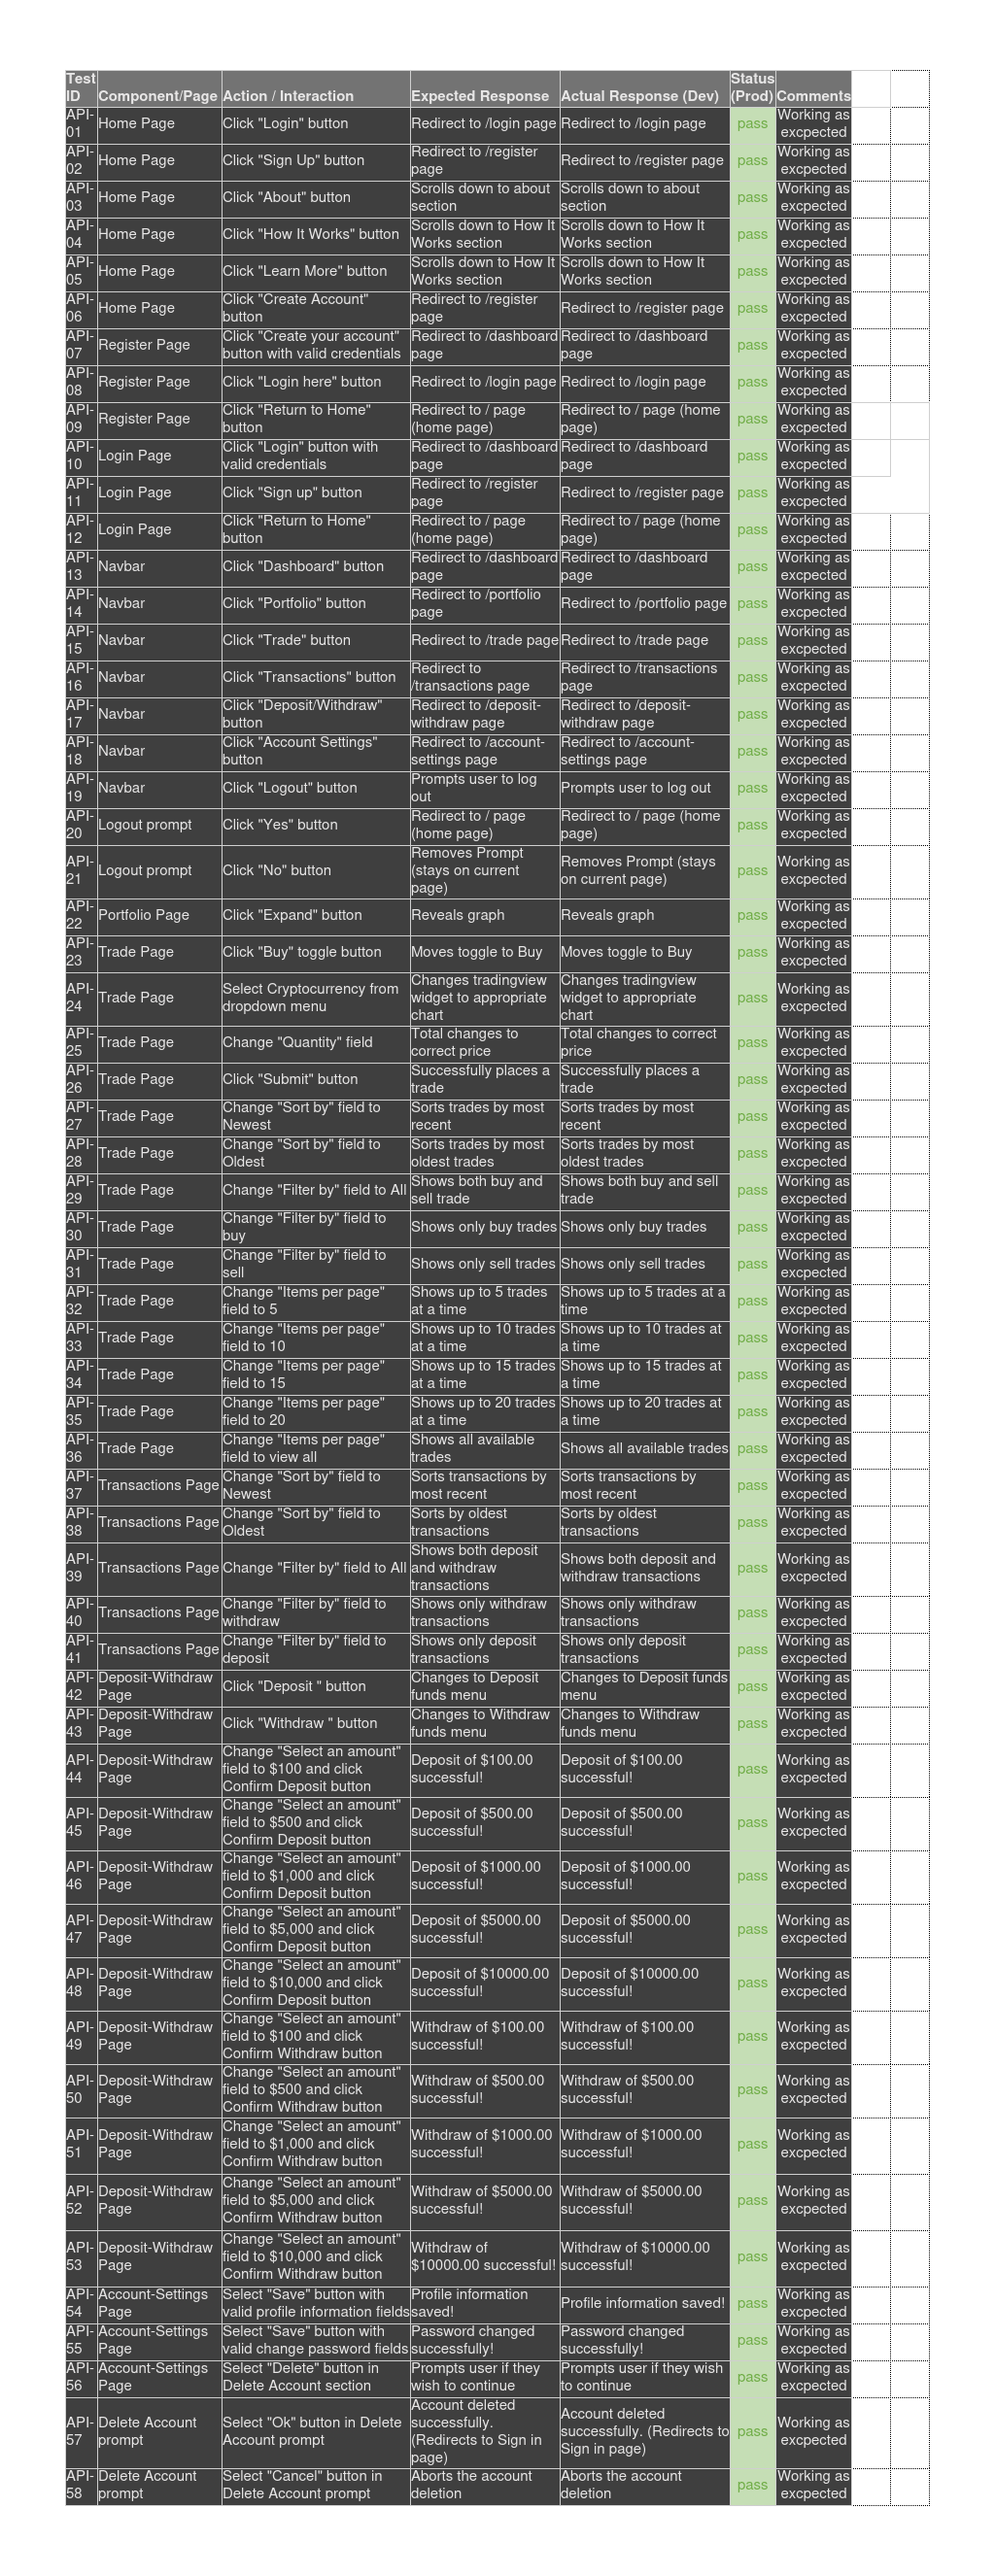 Test ID Component/Page Action / Interaction Expected Response Actual Response (Dev) Status (Prod) Comments
API-01 Home Page Click "Login" button Redirect to /login page Redirect to /login page pass Working as excpected
API-02 Home Page Click "Sign Up" button Redirect to /register page Redirect to /register page pass Working as excpected
API-03 Home Page Click "About" button Scrolls down to about section Scrolls down to about section pass Working as excpected
API-04 Home Page Click "How It Works" button Scrolls down to How It Works section Scrolls down to How It Works section pass Working as excpected
API-05 Home Page Click "Learn More" button Scrolls down to How It Works section Scrolls down to How It Works section pass Working as excpected
API-06 Home Page Click "Create Account" button Redirect to /register page Redirect to /register page pass Working as excpected
API-07 Register Page Click "Create your account" button with valid credentials Redirect to /dashboard page Redirect to /dashboard page pass Working as excpected
API-08 Register Page Click "Login here" button Redirect to /login page Redirect to /login page pass Working as excpected
API-09 Register Page Click "Return to Home" button Redirect to / page (home page) Redirect to / page (home page) pass Working as excpected
API-10 Login Page Click "Login" button with valid credentials Redirect to /dashboard page Redirect to /dashboard page pass Working as excpected
API-11 Login Page Click "Sign up" button Redirect to /register page Redirect to /register page pass Working as excpected
API-12 Login Page Click "Return to Home" button Redirect to / page (home page) Redirect to / page (home page) pass Working as excpected
API-13 Navbar Click "Dashboard" button Redirect to /dashboard page Redirect to /dashboard page pass Working as excpected
API-14 Navbar Click "Portfolio" button Redirect to /portfolio page Redirect to /portfolio page pass Working as excpected
API-15 Navbar Click "Trade" button Redirect to /trade page Redirect to /trade page pass Working as excpected
API-16 Navbar Click "Transactions" button Redirect to /transactions page Redirect to /transactions page pass Working as excpected
API-17 Navbar Click "Deposit/Withdraw" button Redirect to /deposit-withdraw page Redirect to /deposit-withdraw page pass Working as excpected
API-18 Navbar Click "Account Settings" button Redirect to /account-settings page Redirect to /account-settings page pass Working as excpected
API-19 Navbar Click "Logout" button Prompts user to log out Prompts user to log out pass Working as excpected
API-20 Logout prompt Click "Yes" button Redirect to / page (home page) Redirect to / page (home page) pass Working as excpected
API-21 Logout prompt Click "No" button Removes Prompt (stays on current page) Removes Prompt (stays on current page) pass Working as excpected
API-22 Portfolio Page Click "Expand" button Reveals graph Reveals graph pass Working as excpected
API-23 Trade Page Click "Buy" toggle button Moves toggle to Buy Moves toggle to Buy pass Working as excpected
API-24 Trade Page Select Cryptocurrency from dropdown menu Changes tradingview widget to appropriate chart Changes tradingview widget to appropriate chart pass Working as excpected
API-25 Trade Page Change "Quantity" field Total changes to correct price Total changes to correct price pass Working as excpected
API-26 Trade Page Click "Submit" button Successfully places a trade Successfully places a trade pass Working as excpected
API-27 Trade Page Change "Sort by" field to Newest Sorts trades by most recent Sorts trades by most recent pass Working as excpected
API-28 Trade Page Change "Sort by" field to Oldest Sorts trades by most oldest trades Sorts trades by most oldest trades pass Working as excpected
API-29 Trade Page Change "Filter by" field to All Shows both buy and sell trade Shows both buy and sell trade pass Working as excpected
API-30 Trade Page Change "Filter by" field to buy Shows only buy trades Shows only buy trades pass Working as excpected
API-31 Trade Page Change "Filter by" field to sell Shows only sell trades Shows only sell trades pass Working as excpected
API-32 Trade Page Change "Items per page" field to 5 Shows up to 5 trades at a time Shows up to 5 trades at a time pass Working as excpected
API-33 Trade Page Change "Items per page" field to 10 Shows up to 10 trades at a time Shows up to 10 trades at a time pass Working as excpected
API-34 Trade Page Change "Items per page" field to 15 Shows up to 15 trades at a time Shows up to 15 trades at a time pass Working as excpected
API-35 Trade Page Change "Items per page" field to 20 Shows up to 20 trades at a time Shows up to 20 trades at a time pass Working as excpected
API-36 Trade Page Change "Items per page" field to view all Shows all available trades Shows all available trades pass Working as excpected
API-37 Transactions Page Change "Sort by" field to Newest Sorts transactions by most recent Sorts transactions by most recent pass Working as excpected
API-38 Transactions Page Change "Sort by" field to Oldest Sorts by oldest transactions Sorts by oldest transactions pass Working as excpected
API-39 Transactions Page Change "Filter by" field to All Shows both deposit and withdraw transactions Shows both deposit and withdraw transactions pass Working as excpected
API-40 Transactions Page Change "Filter by" field to withdraw Shows only withdraw transactions Shows only withdraw transactions pass Working as excpected
API-41 Transactions Page Change "Filter by" field to deposit Shows only deposit transactions Shows only deposit transactions pass Working as excpected
API-42 Deposit-Withdraw Page Click "Deposit " button Changes to Deposit funds menu Changes to Deposit funds menu pass Working as excpected
API-43 Deposit-Withdraw Page Click "Withdraw " button Changes to Withdraw funds menu Changes to Withdraw funds menu pass Working as excpected
API-44 Deposit-Withdraw Page Change "Select an amount" field to $100 and click Confirm Deposit button Deposit of $100.00 successful! Deposit of $100.00 successful! pass Working as excpected
API-45 Deposit-Withdraw Page Change "Select an amount" field to $500 and click Confirm Deposit button Deposit of $500.00 successful! Deposit of $500.00 successful! pass Working as excpected
API-46 Deposit-Withdraw Page Change "Select an amount" field to $1,000 and click Confirm Deposit button Deposit of $1000.00 successful! Deposit of $1000.00 successful! pass Working as excpected
API-47 Deposit-Withdraw Page Change "Select an amount" field to $5,000 and click Confirm Deposit button Deposit of $5000.00 successful! Deposit of $5000.00 successful! pass Working as excpected
API-48 Deposit-Withdraw Page Change "Select an amount" field to $10,000 and click Confirm Deposit button Deposit of $10000.00 successful! Deposit of $10000.00 successful! pass Working as excpected
API-49 Deposit-Withdraw Page Change "Select an amount" field to $100 and click Confirm Withdraw button Withdraw of $100.00 successful! Withdraw of $100.00 successful! pass Working as excpected
API-50 Deposit-Withdraw Page Change "Select an amount" field to $500 and click Confirm Withdraw button Withdraw of $500.00 successful! Withdraw of $500.00 successful! pass Working as excpected
API-51 Deposit-Withdraw Page Change "Select an amount" field to $1,000 and click Confirm Withdraw button Withdraw of $1000.00 successful! Withdraw of $1000.00 successful! pass Working as excpected
API-52 Deposit-Withdraw Page Change "Select an amount" field to $5,000 and click Confirm Withdraw button Withdraw of $5000.00 successful! Withdraw of $5000.00 successful! pass Working as excpected
API-53 Deposit-Withdraw Page Change "Select an amount" field to $10,000 and click Confirm Withdraw button Withdraw of $10000.00 successful! Withdraw of $10000.00 successful! pass Working as excpected
API-54 Account-Settings Page Select "Save" button with valid profile information fields Profile information saved! Profile information saved! pass Working as excpected
API-55 Account-Settings Page Select "Save" button with valid change password fields Password changed successfully! Password changed successfully! pass Working as excpected
API-56 Account-Settings Page Select "Delete" button in Delete Account section Prompts user if they wish to continue Prompts user if they wish to continue pass Working as excpected
API-57 Delete Account prompt Select "Ok" button in Delete Account prompt Account deleted successfully. (Redirects to Sign in page) Account deleted successfully. (Redirects to Sign in page) pass Working as excpected
API-58 Delete Account prompt Select "Cancel" button in Delete Account prompt Aborts the account deletion Aborts the account deletion pass Working as excpected